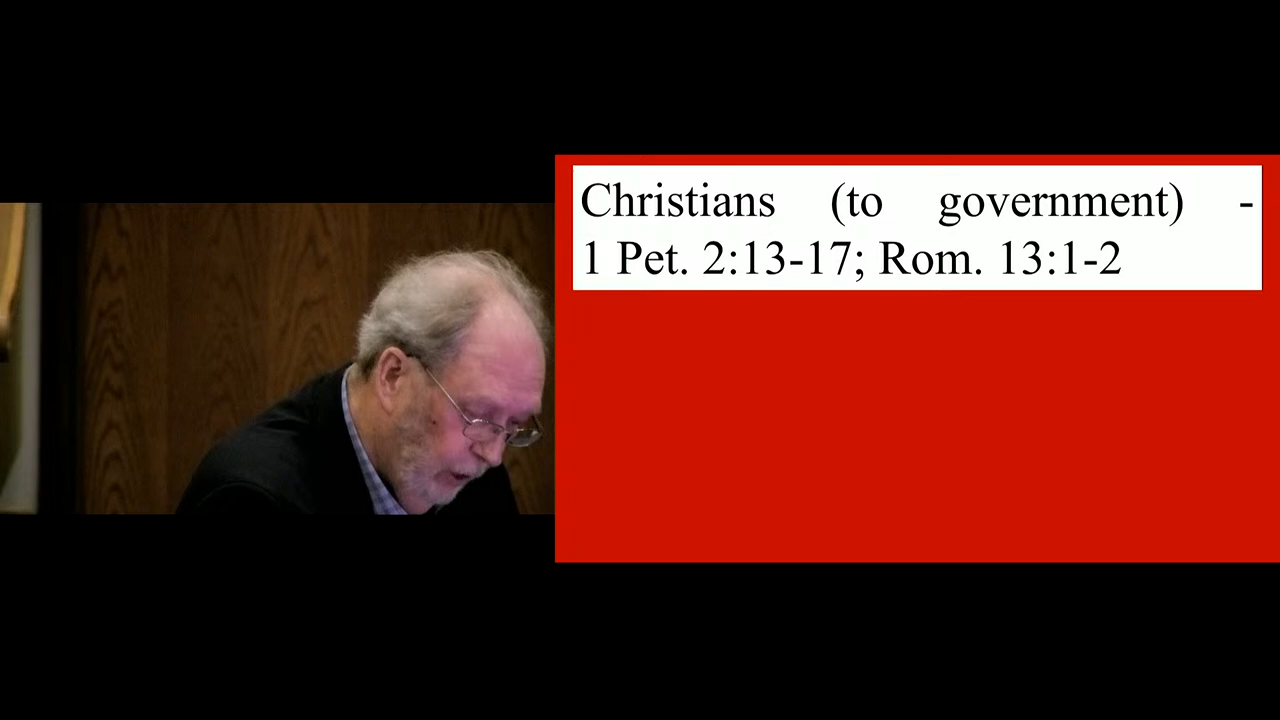 Christians (to government) -
1 Pet. 2:13-17; Rom. 13:1-2